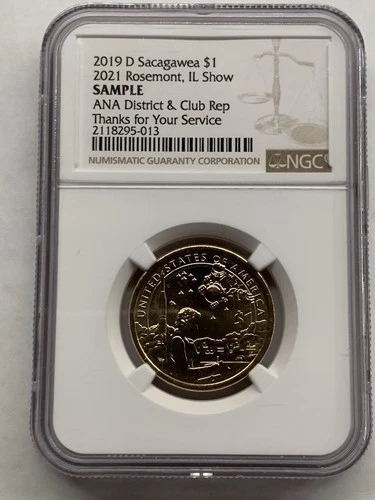 2019 D Sacagawea $1
2021 Rosemont, IL Show
SAMPLE
ANA District & Club Rep
Thanks for Your Service
2118295-013
NUMISMATIC GUARANTY CORPORATION
NGC
UNITED STATES OF AMERICA
$1